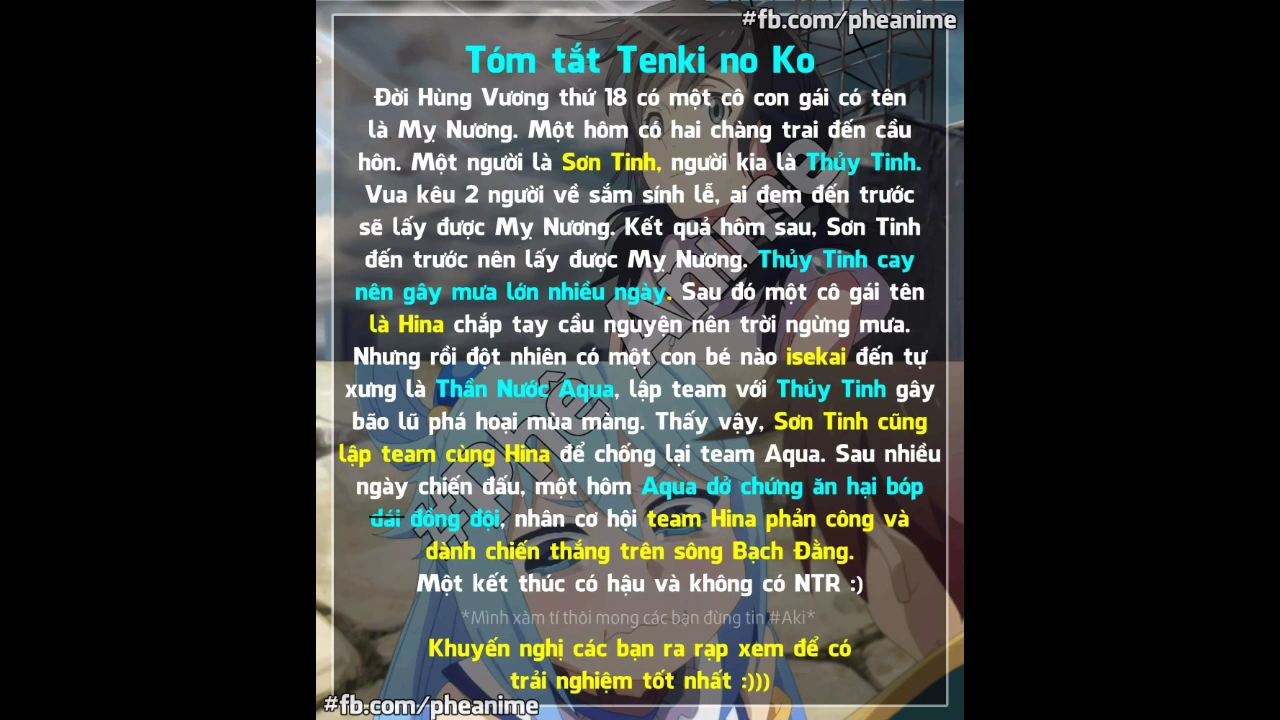 #fb.com/pheanime
Tóm tắt Tenki no Ko
Đời Hùng Vương thứ 18 có một cô con gái có tên
là Mỵ Nương. Một hôm có hai chàng trai đến cầu
hôn. Một người là Sơn Tinh, người kia là Thủy Tinh.
Vua kêu 2 người về sắm sính lễ, ai đem đến trước
sẽ lấy được Mỵ Nương. Kết quả hôm sau, Sơn Tinh
đến trước nên lấy được Mỵ Nương. Thủy Tinh cay
nên gây mưa lớn nhiều ngày. Sau đó một cô gái tên
là Hina chắp tay cầu nguyện nên trời ngừng mưa.
Nhưng rồi đột nhiên có một con bé nào isekai đến tự
xưng là Thần Nước Aqua, lập team với Thủy Tinh gây
bão lũ phá hoại mùa màng. Thấy vậy, Sơn Tinh cũng
lập team cùng Hina để chống lại team Aqua. Sau nhiều
ngày chiến đấu, một hôm Aqua dở chứng ăn hại bóp
dái đồng đội, nhân cơ hội team Hina phản công và
dành chiến thắng trên sông Bạch Đằng.
Một kết thúc có hậu và không có NTR :)
*Mình xàm tí thôi mong các bạn đừng tin #Aki*
Khuyến nghị các bạn ra rạp xem để có
trải nghiệm tốt nhất :)))
#Phê Anime
#fb.com/pheanime